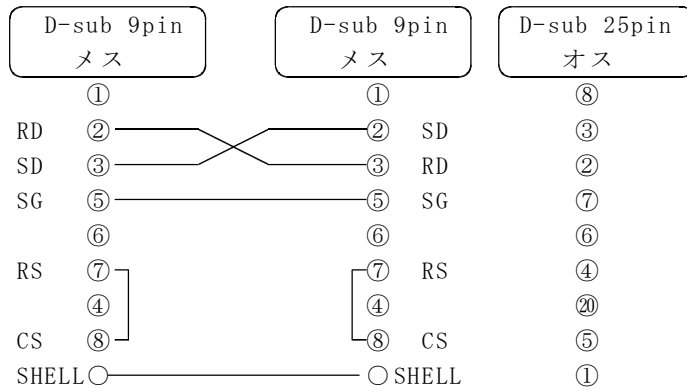 D-sub 9pin D-sub 9pin D-sub 25pin
メス メス オス
① ① ⑧
RD ② ② SD ③
SD ③ ③ RD ②
SG ⑤ ⑤ SG ⑦
⑥ ⑥ ⑥
RS ⑦ ⑦ RS ④
④ ④ ⑳
CS ⑧ ⑧ CS ⑤
SHELL○ ○SHELL ①